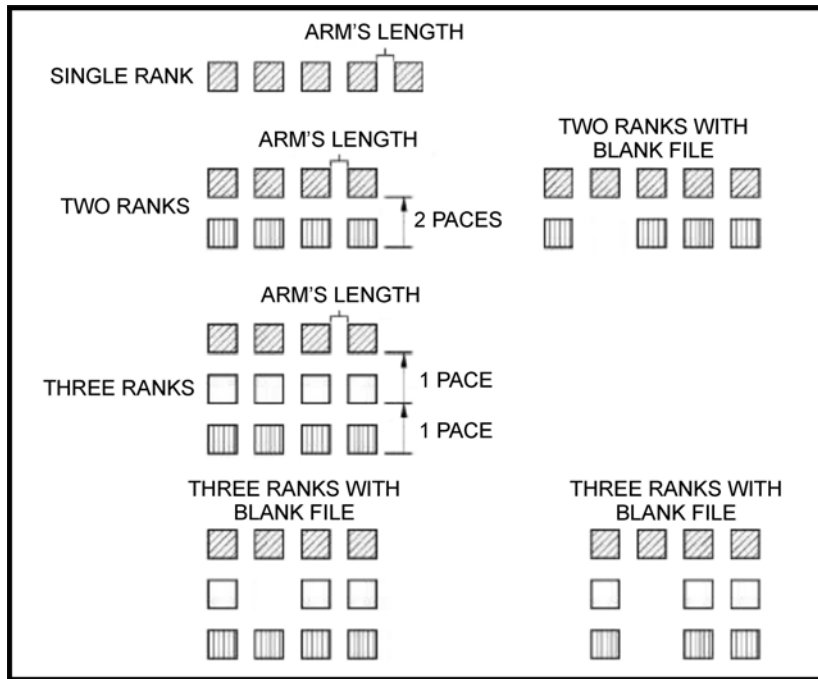 ARM'S LENGTH
SINGLE RANK
ARM'S LENGTH
TWO RANKS WITH
BLANK FILE
TWO RANKS
2 PACES
ARM'S LENGTH
THREE RANKS
1 PACE
1 PACE
THREE RANKS WITH
BLANK FILE
THREE RANKS WITH
BLANK FILE